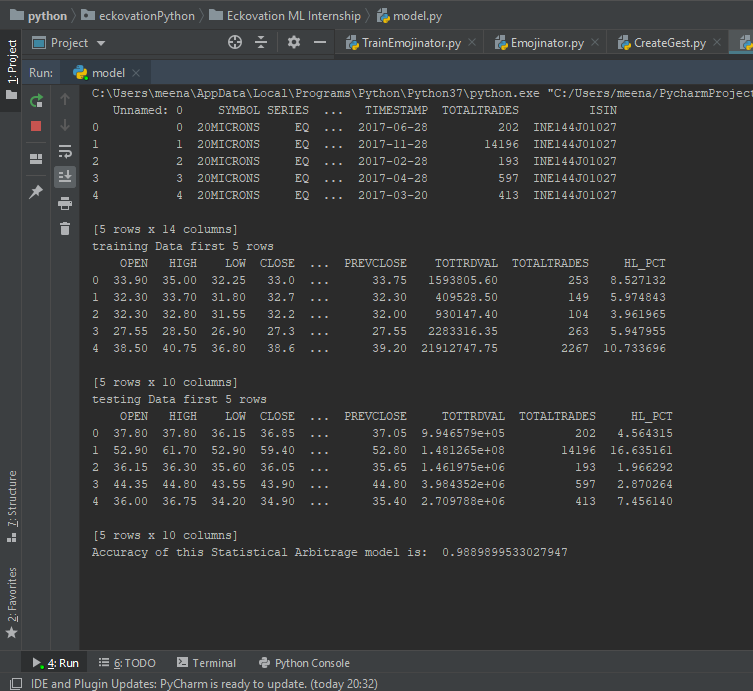 python eckovationPython Eckovation ML Internship model.py
1: Project
Project TrainEmojinator.py Emojinator.py CreateGest.py
Run: model
C:\Users\meena\AppData\Local\Programs\Python\Python37\python.exe "C:/Users/meena/PycharmProject
Unnamed: 0 SYMBOL SERIES ... TIMESTAMP TOTALTRADES ISIN
0 0 20MICRONS EQ ... 2017-06-28 202 INE144J01027
1 1 20MICRONS EQ ... 2017-11-28 14196 INE144J01027
2 2 20MICRONS EQ ... 2017-02-28 193 INE144J01027
3 3 20MICRONS EQ ... 2017-04-28 597 INE144J01027
4 4 20MICRONS EQ ... 2017-03-20 413 INE144J01027
[5 rows x 14 columns]
training Data first 5 rows
OPEN HIGH LOW CLOSE ... PREVCLOSE TOTTRDVAL TOTALTRADES HL_PCT
0 33.90 35.00 32.25 33.0 ... 33.75 1593805.60 253 8.527132
1 32.30 33.70 31.80 32.7 ... 32.30 409528.50 149 5.974843
2 32.30 32.80 31.55 32.2 ... 32.00 930147.40 104 3.961965
3 27.55 28.50 26.90 27.3 ... 27.55 2283316.35 263 5.947955
4 38.50 40.75 36.80 38.6 ... 39.20 21912747.75 2267 10.733696
[5 rows x 10 columns]
testing Data first 5 rows
OPEN HIGH LOW CLOSE ... PREVCLOSE TOTTRDVAL TOTALTRADES HL_PCT
0 37.80 37.80 36.15 36.85 ... 37.05 9.946579e+05 202 4.564315
1 52.90 61.70 52.90 59.40 ... 52.80 1.481265e+08 14196 16.635161
2 36.15 36.30 35.60 36.05 ... 35.65 1.461975e+06 193 1.966292
3 44.35 44.80 43.55 43.90 ... 44.80 3.984352e+06 597 2.870264
4 36.00 36.75 34.20 34.90 ... 35.40 2.709788e+06 413 7.456140
[5 rows x 10 columns]
Accuracy of this Statistical Arbitrage model is: 0.9889899533027947
7: Structure
2: Favorites
4: Run 6: TODO Terminal Python Console
IDE and Plugin Updates: PyCharm is ready to update. (today 20:32)